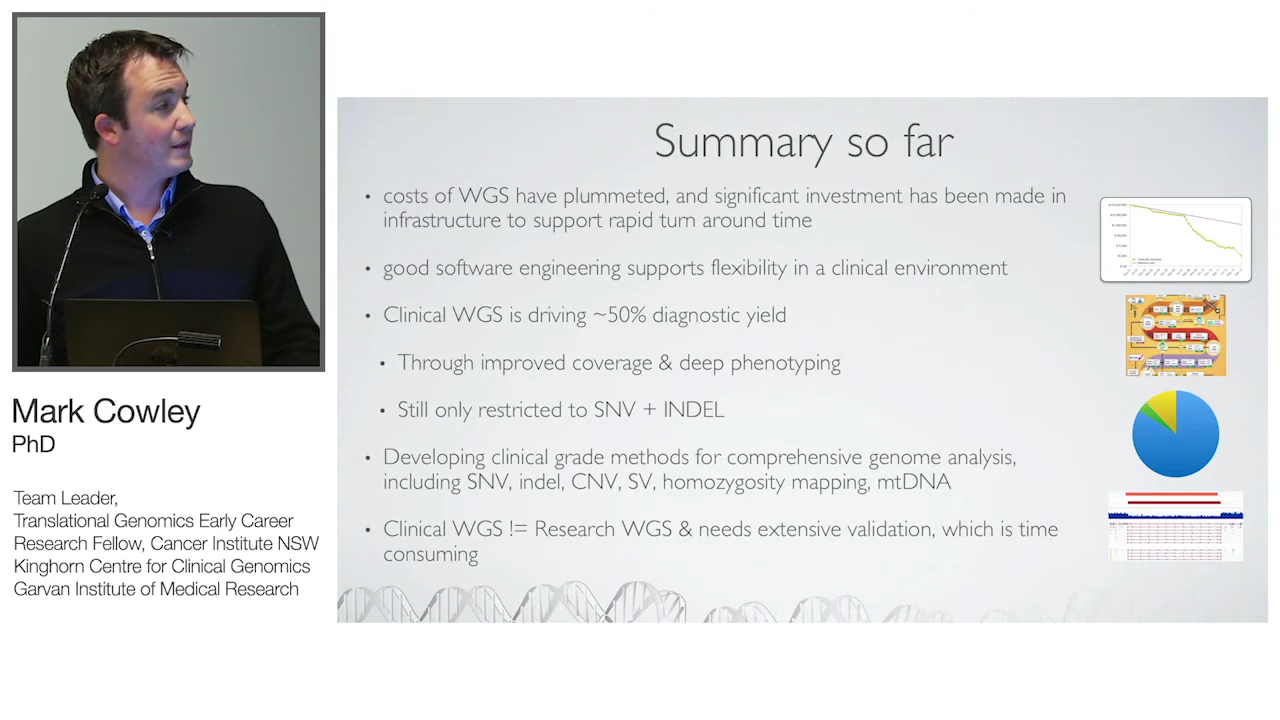 Summary so far
• costs of WGS have plummeted, and significant investment has been made in
infrastructure to support rapid turn around time
• good software engineering supports flexibility in a clinical environment
• Clinical WGS is driving ~50% diagnostic yield
• Through improved coverage & deep phenotyping
• Still only restricted to SNV + INDEL
• Developing clinical grade methods for comprehensive genome analysis,
including SNV, indel, CNV, SV, homozygosity mapping, mtDNA
• Clinical WGS != Research WGS & needs extensive validation, which is time
consuming
Mark Cowley
PhD
Team Leader,
Translational Genomics Early Career
Research Fellow, Cancer Institute NSW
Kinghorn Centre for Clinical Genomics
Garvan Institute of Medical Research